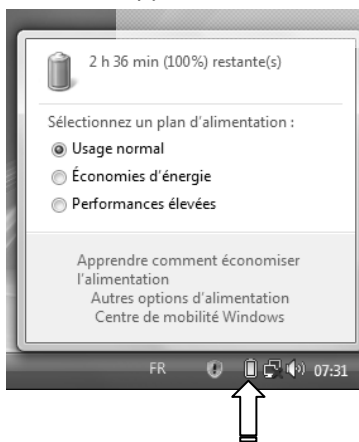 2 h 36 min (100%) restante(s)
Sélectionnez un plan d'alimentation :
Usage normal
Économies d'énergie
Performances élevées
Apprendre comment économiser
l'alimentation
Autres options d'alimentation
Centre de mobilité Windows
FR
07:31